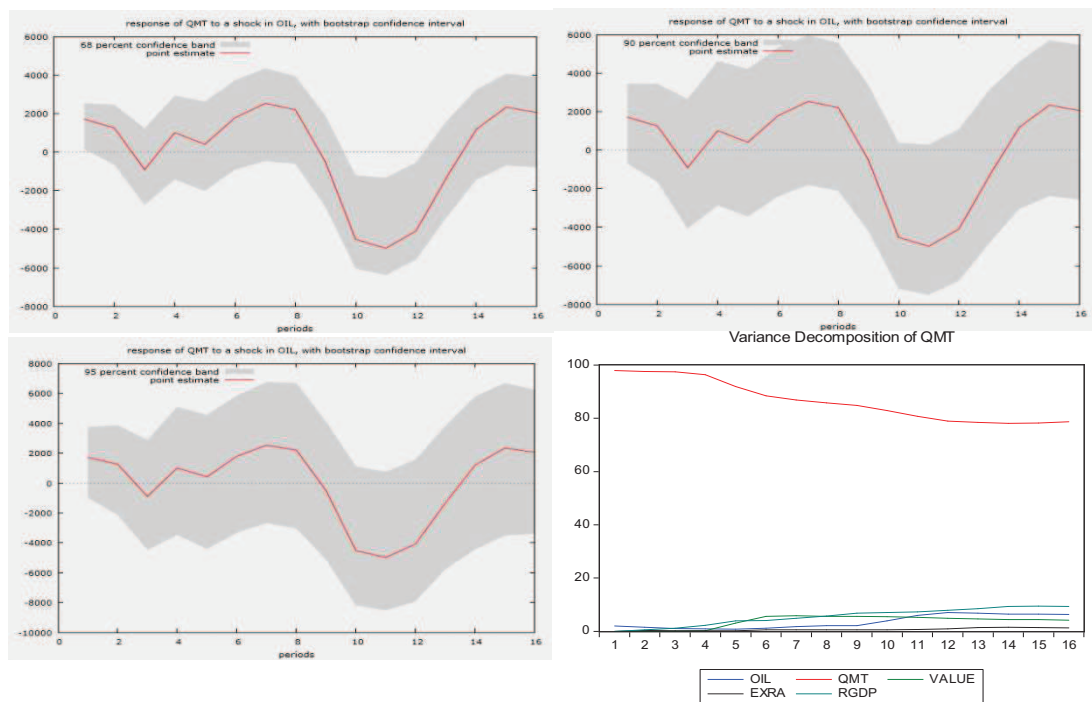 response of QMT to a shock in OIL, with bootstrap confidence interval
6000
4000
2000
0
-2000
-4000
-6000
-8000
68 percent confidence band
point estimate
0 2 4 6 8 10 12 14 16
periods
response of QMT to a shock in OIL, with bootstrap confidence interval
6000
4000
2000
0
-2000
-4000
-6000
-8000
90 percent confidence band
point estimate
0 2 4 6 8 10 12 14 16
periods
response of QMT to a shock in OIL, with bootstrap confidence interval
8000
6000
4000
2000
0
-2000
-4000
-6000
-8000
-10000
95 percent confidence band
point estimate
0 2 4 6 8 10 12 14 16
periods
Variance Decomposition of QMT
100
80
60
40
20
0
1 2 3 4 5 6 7 8 9 10 11 12 13 14 15 16
OIL QMT VALUE
EXRA RGDP